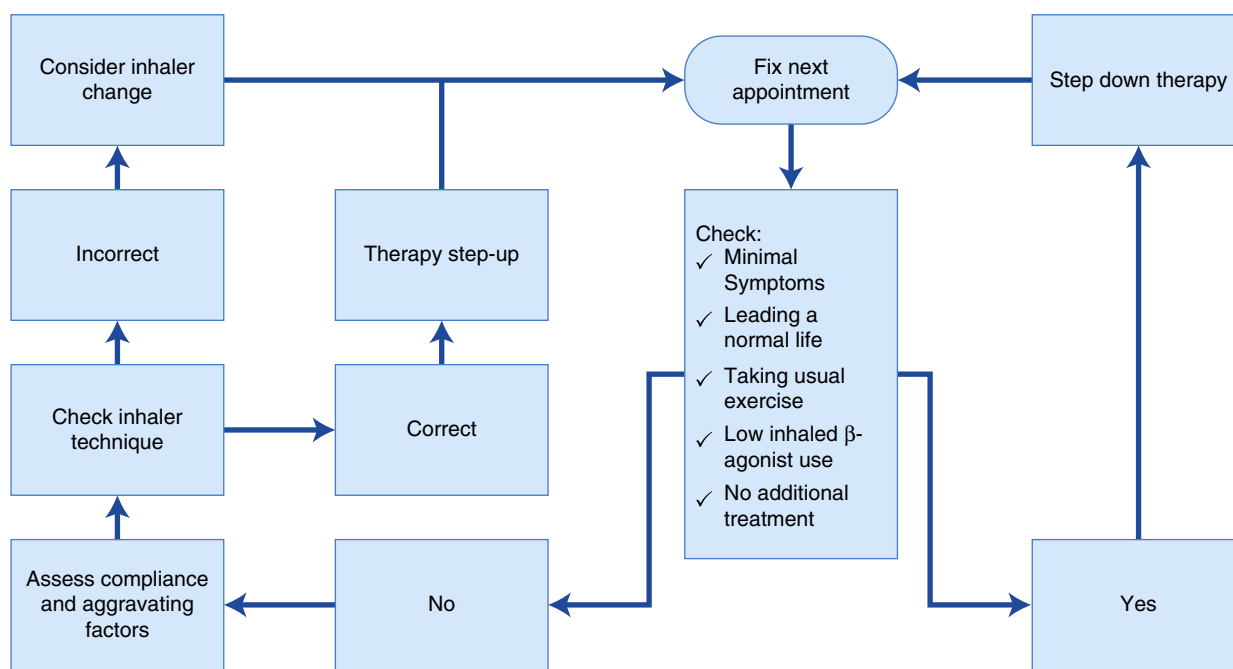 Consider inhaler
change
Fix next
appointment
Step down therapy
Incorrect
Therapy step-up
Check:
✓ Minimal
Symptoms
✓ Leading a
normal life
✓ Taking usual
exercise
✓ Low inhaled β-
agonist use
✓ No additional
treatment
Check inhaler
technique
Correct
Assess compliance
and aggravating
factors
No
Yes